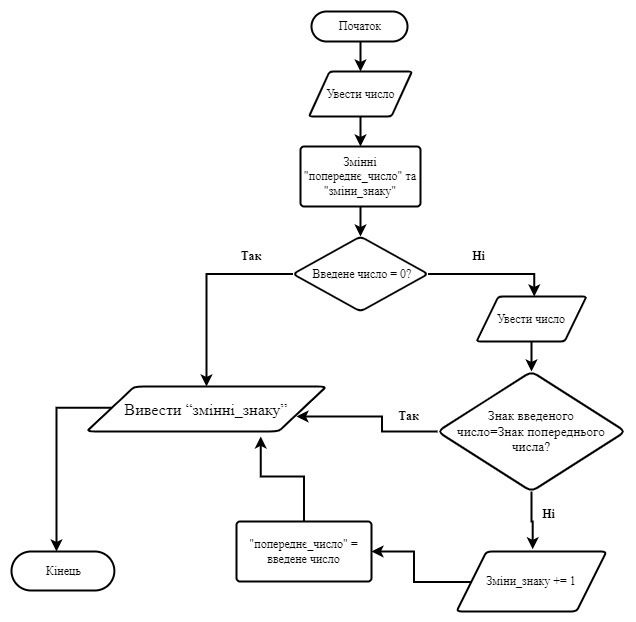 Початок
Увести число
Змінні
"попереднє_число" та
"зміни_знаку"
Так
Ні
Введене число = 0?
Увести число
Вивести “змінні_знаку”
Так
Знак введеного
число=Знак попереднього
числа?
Ні
"попереднє_число" =
введене число
Кінець
Зміни_знаку += 1